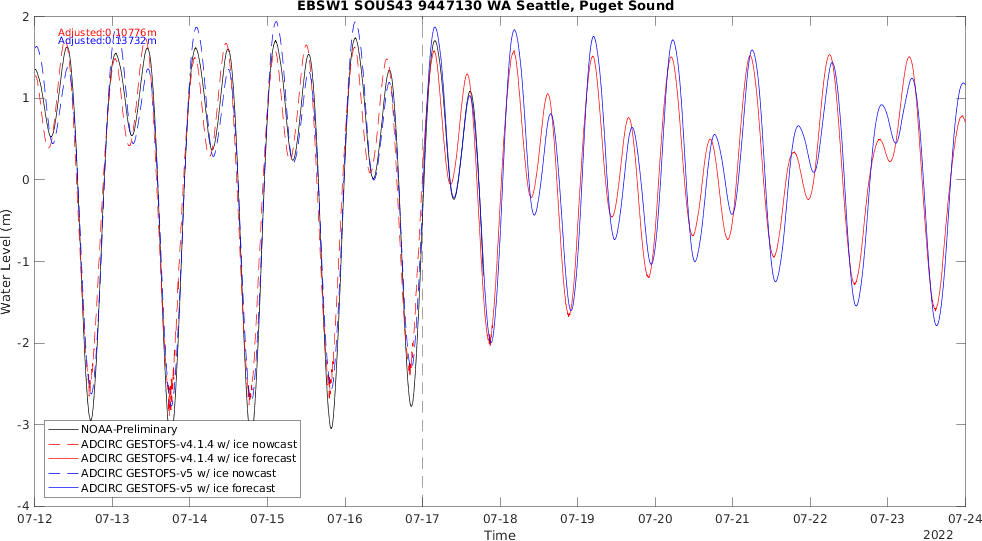 EBSW1 SOUS43 9447130 WA Seattle, Puget Sound
Adjusted:0.10776m
Adjusted:0.13732m
2
1
0
-1
-2
-3
-4
Water Level (m)
NOAA-Preliminary
ADCIRC GESTOFS-v4.1.4 w/ ice nowcast
ADCIRC GESTOFS-v4.1.4 w/ ice forecast
ADCIRC GESTOFS-v5 w/ ice nowcast
ADCIRC GESTOFS-v5 w/ ice forecast
07-12 07-13 07-14 07-15 07-16 07-17 07-18 07-19 07-20 07-21 07-22 07-23 07-24
Time
2022